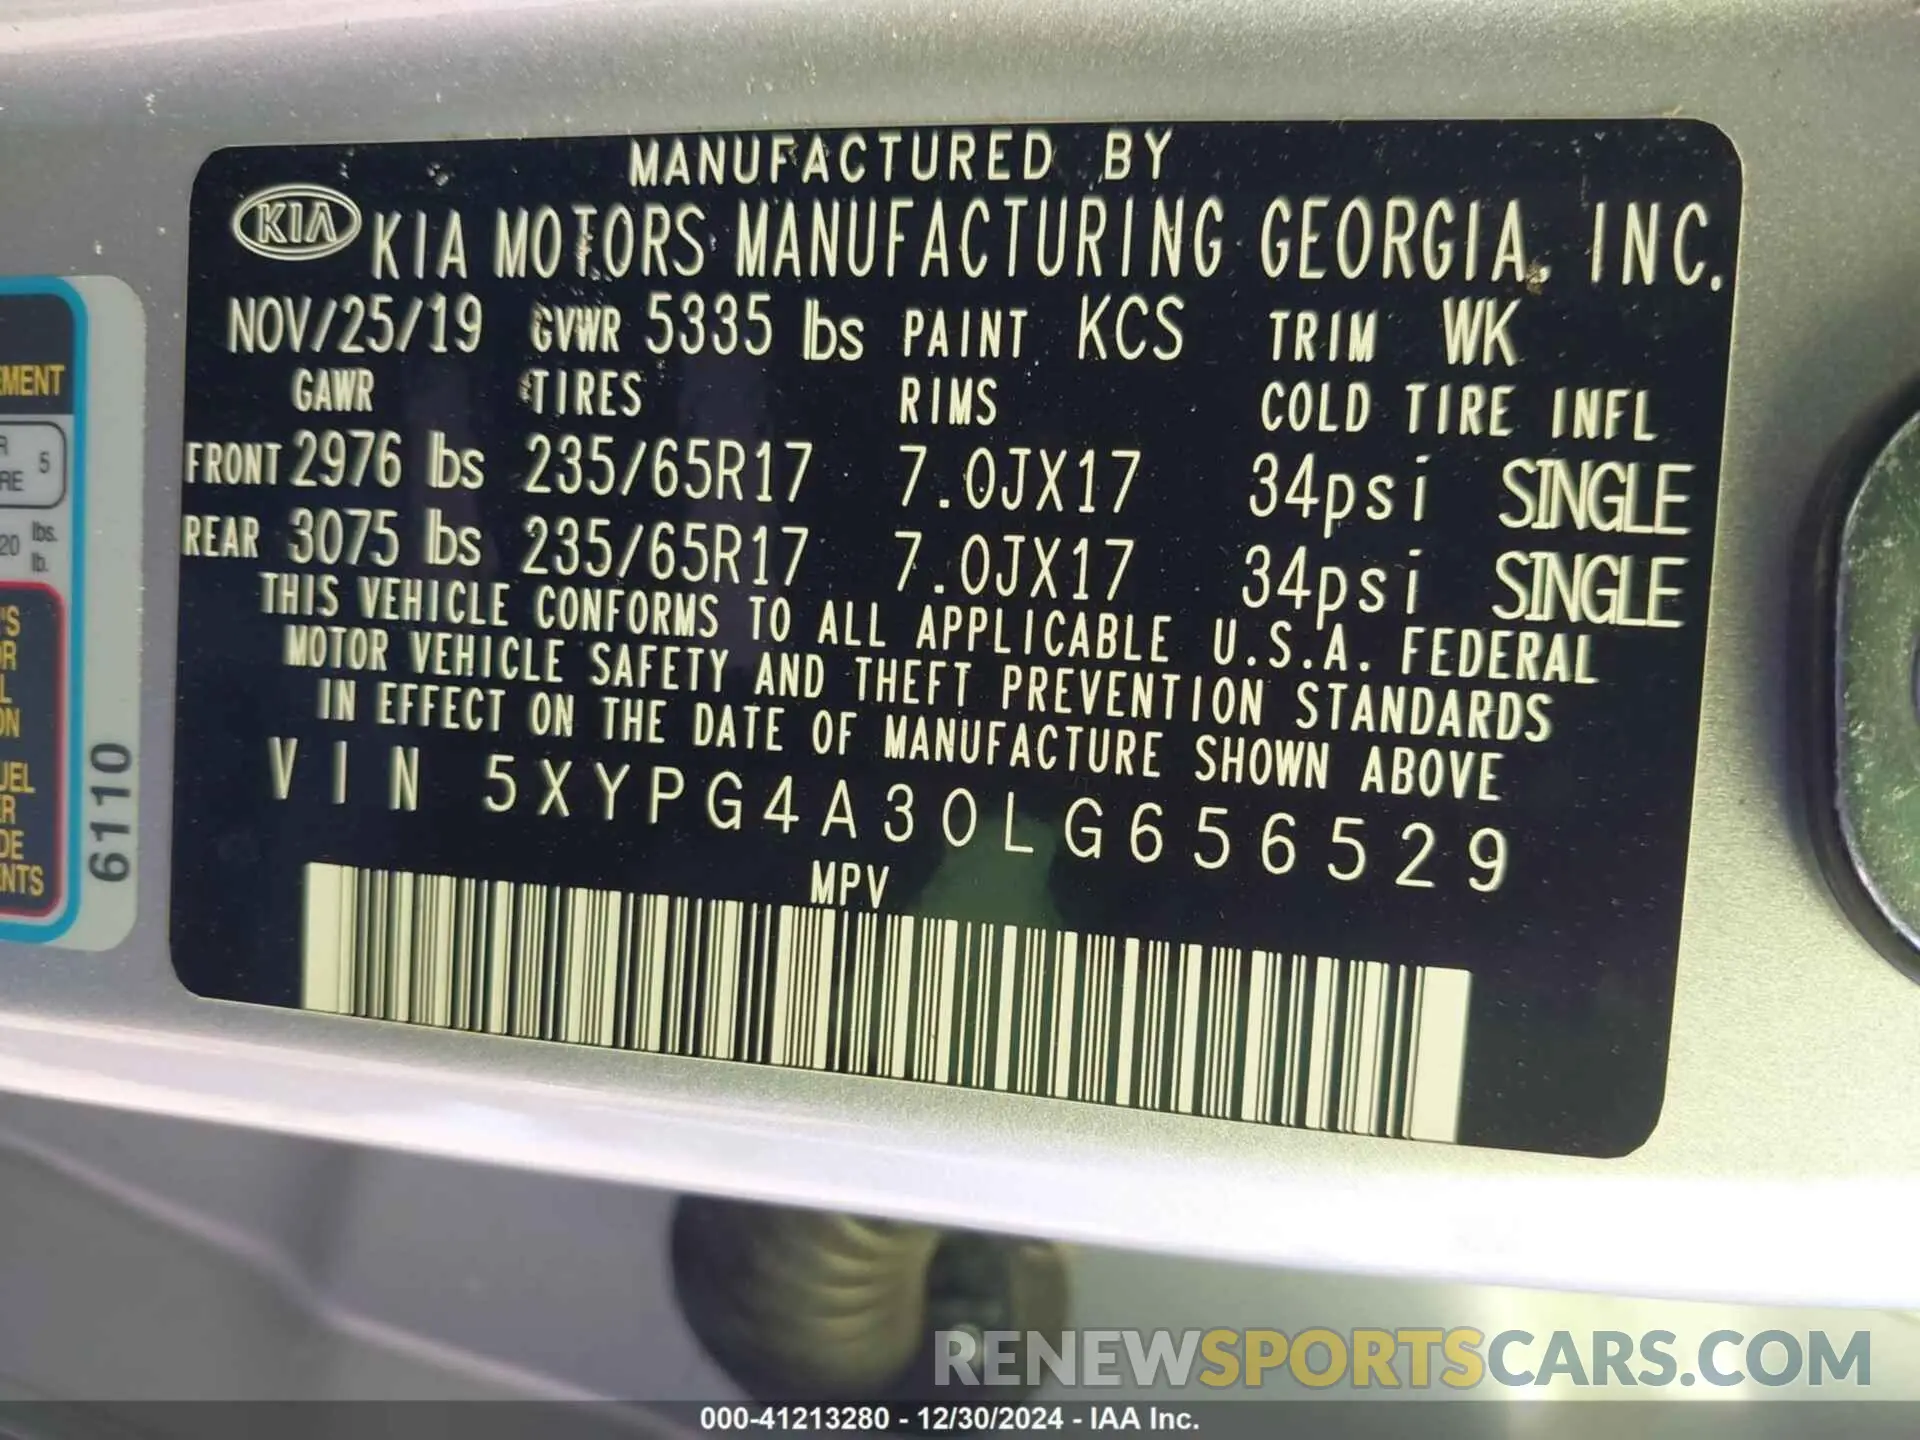 MANUFACTURED BY
KIA KIA MOTORS MANUFACTURING GEORGIA, INC.
NOV/25/19 GVWR 5335 lbs PAINT KCS TRIM WK
GAWR TIRES RIMS COLD TIRE INFL
FRONT 2976 lbs 235/65R17 7.0JX17 34psi SINGLE
REAR 3075 lbs 235/65R17 7.0JX17 34psi SINGLE
THIS VEHICLE CONFORMS TO ALL APPLICABLE U.S.A. FEDERAL
MOTOR VEHICLE SAFETY AND THEFT PREVENTION STANDARDS
IN EFFECT ON THE DATE OF MANUFACTURE SHOWN ABOVE
VIN 5XYPG4A30LG656529
MPV
5
20 lbs.
lb.
6110
RENEWSPORTSCARS.COM
000-41213280 - 12/30/2024 - IAA Inc.